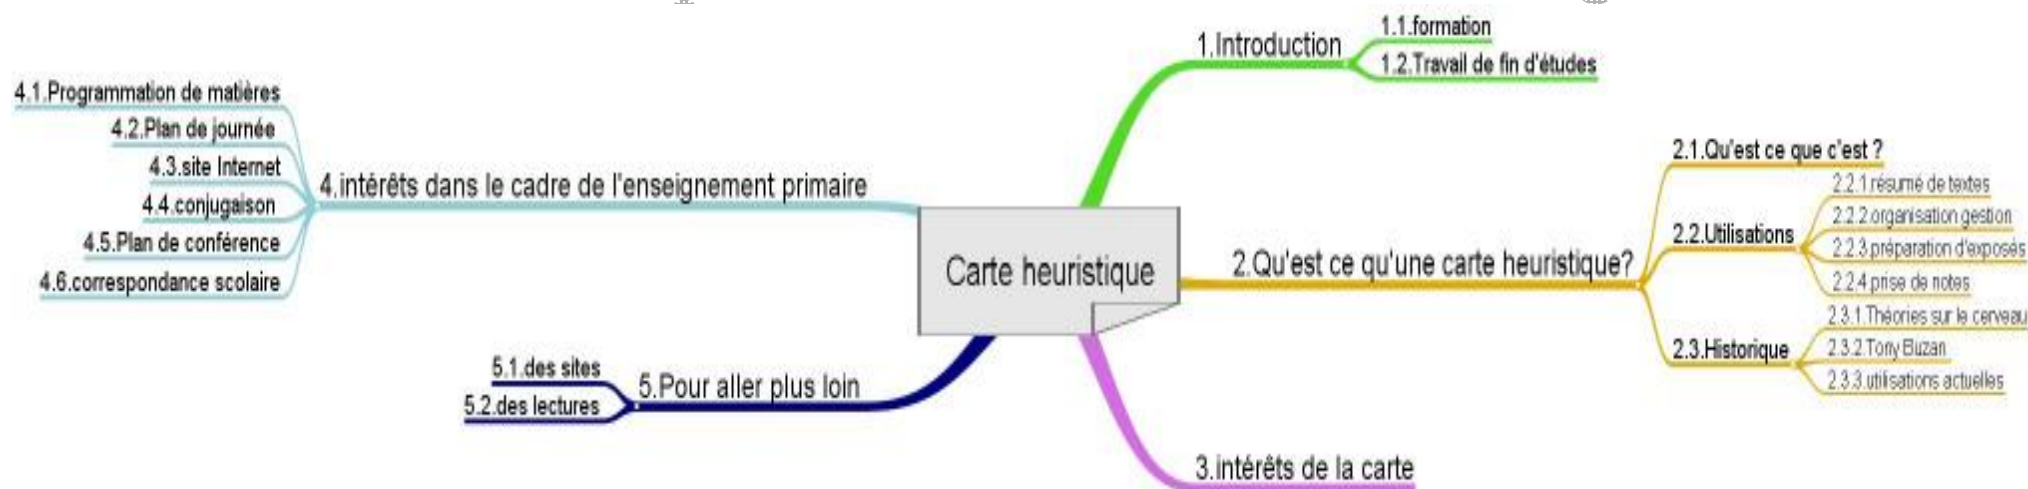 Carte heuristique
1.Introduction
1.1.formation
1.2.Travail de fin d'études
2.Qu'est ce qu'une carte heuristique?
2.1.Qu'est ce que c'est ?
2.2.Utilisations
2.2.1.résumé de textes
2.2.2.organisation gestion
2.2.3.préparation d'exposés
2.2.4.prise de notes
2.3.Historique
2.3.1.Théories sur le cerveau
2.3.2.Tony Buzan
2.3.3.utilisations actuelles
3.intérêts de la carte
4.intérêts dans le cadre de l'enseignement primaire
4.1.Programmation de matières
4.2.Plan de journée
4.3.site Internet
4.4.conjugaison
4.5.Plan de conférence
4.6.correspondance scolaire
5.Pour aller plus loin
5.1.des sites
5.2.des lectures